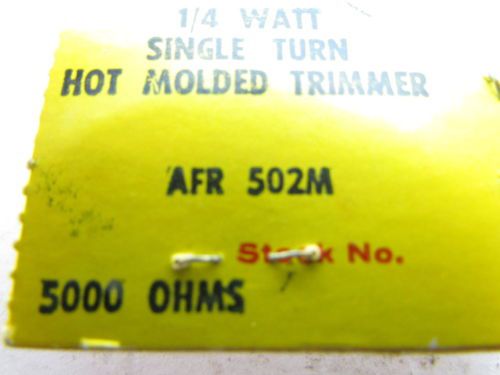 1/4 WATT
SINGLE TURN
HOT MOLDED TRIMMER
AFR 502M
Stock No.
5000 OHMS